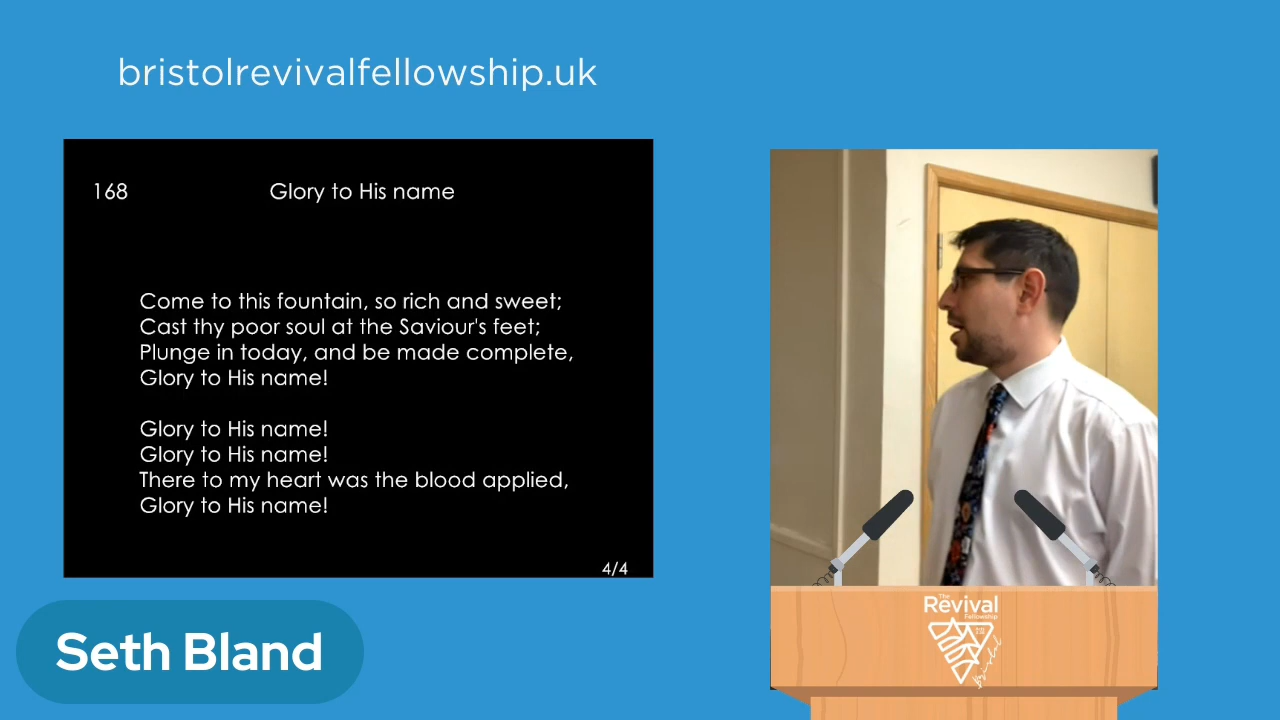 bristolrevivalfellowship.uk
168
Glory to His name
Come to this fountain, so rich and sweet;
Cast thy poor soul at the Saviour's feet;
Plunge in today, and be made complete,
Glory to His name!
Glory to His name!
Glory to His name!
There to my heart was the blood applied,
Glory to His name!
4/4
Seth Bland
The
Revival
Fellowship
Bristol